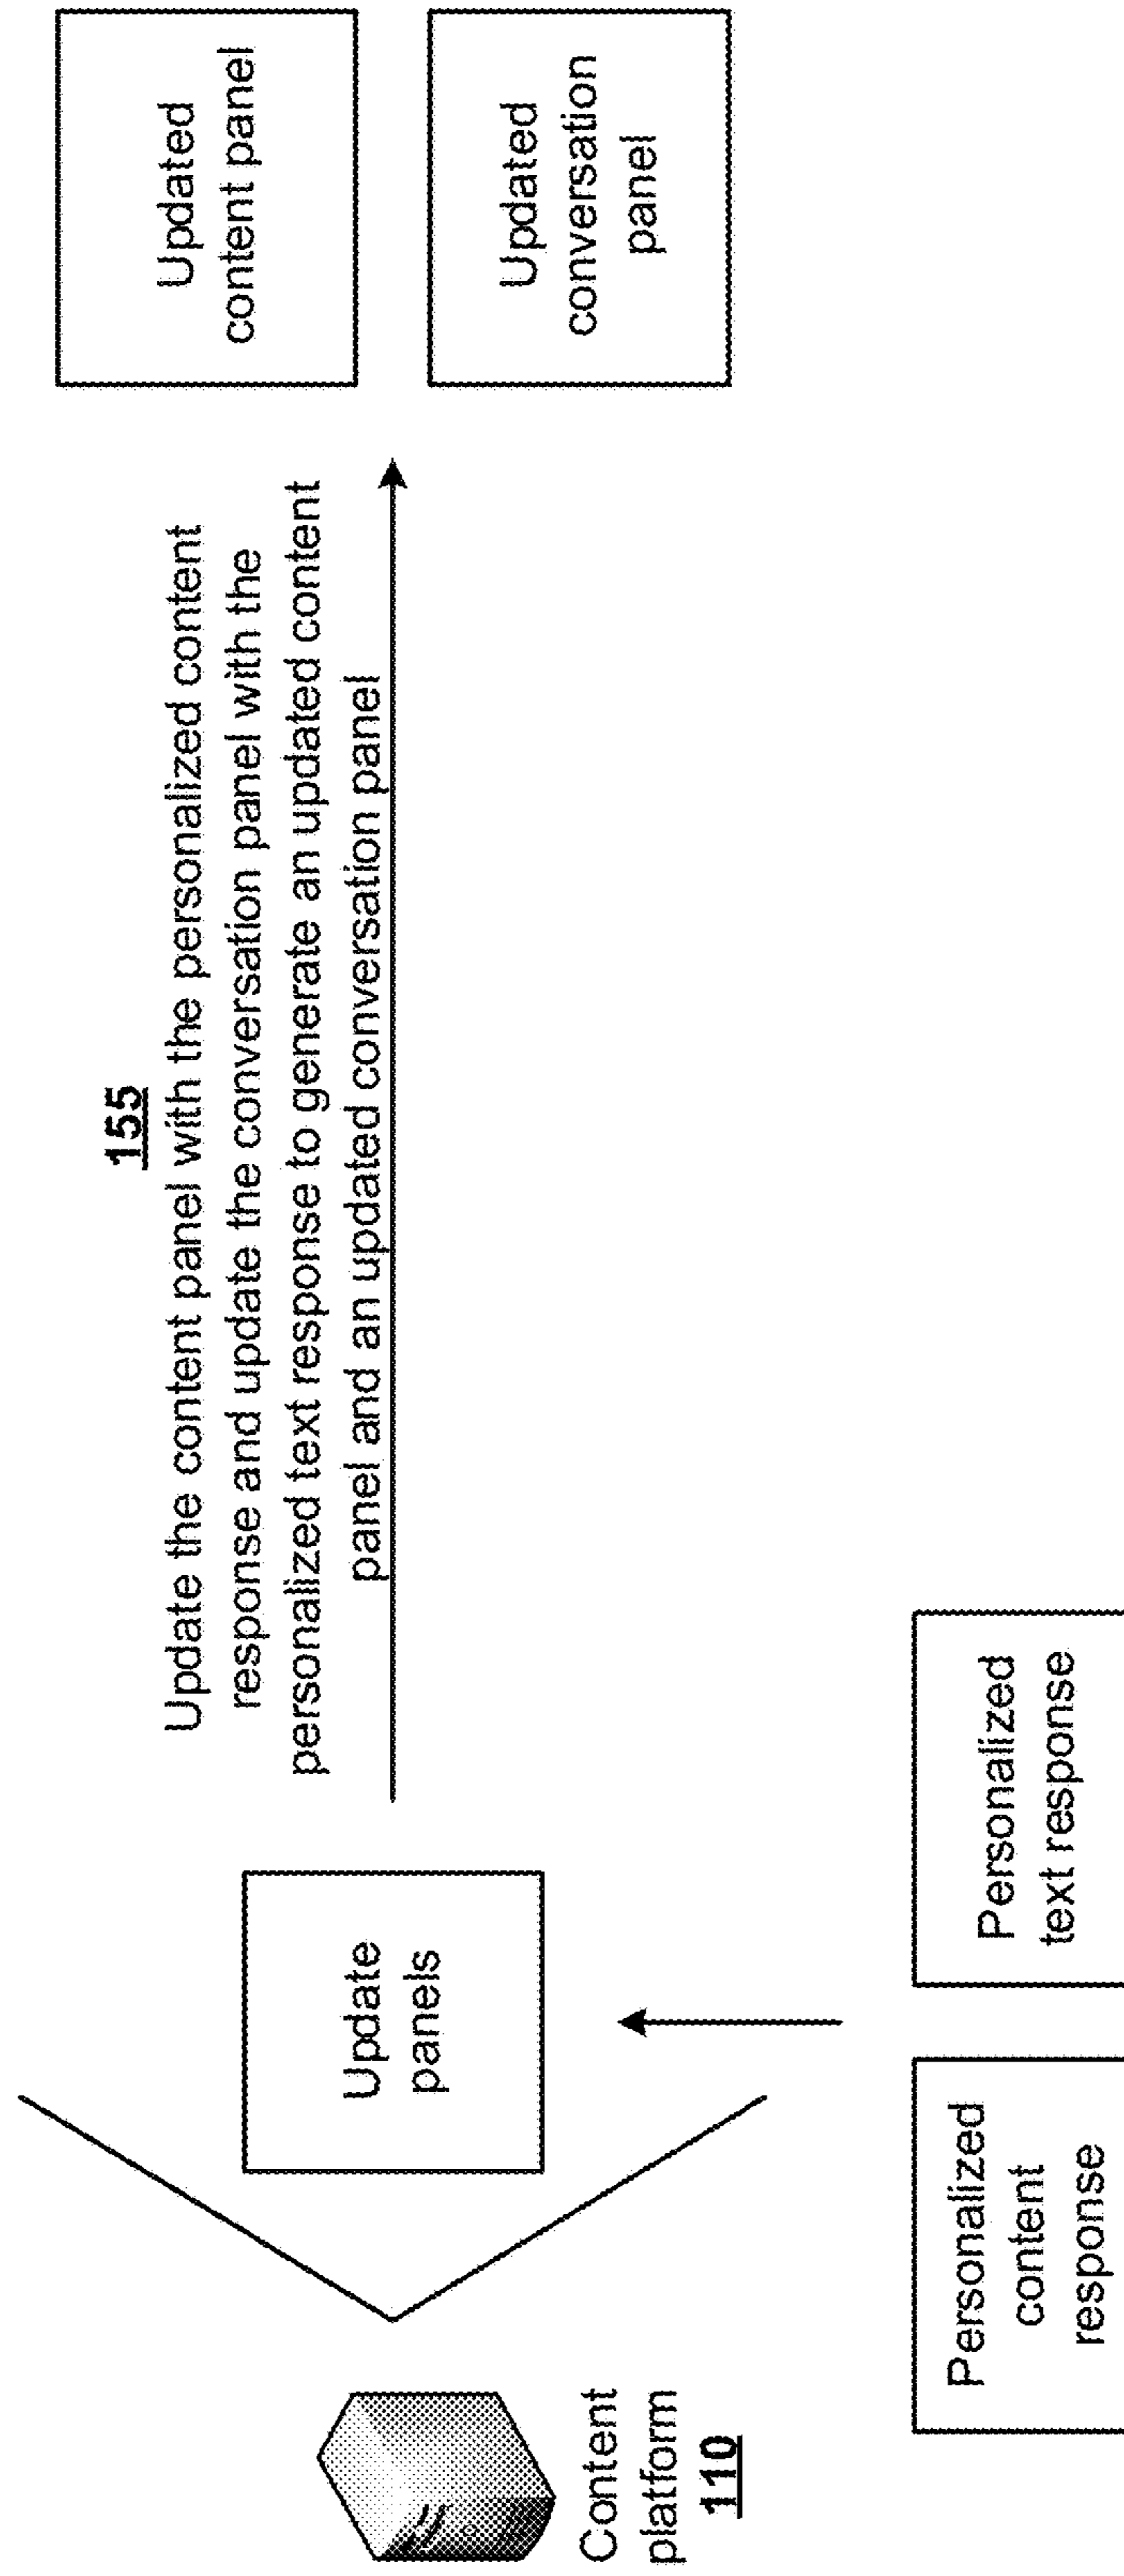 155
Update the content panel with the personalized content
response and update the conversation panel with the
personalized text response to generate an updated content
panel and an updated conversation panel
Updated
content panel
Updated
conversation
panel
Update
panels
Content
platform
110
Personalized
content
response
Personalized
text response